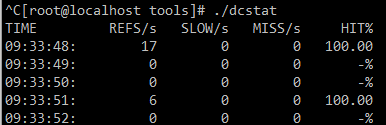 ^C[root@localhost tools]# ./dcstat
TIME REFS/s SLOW/s MISS/s HIT%
09:33:48: 17 0 0 100.00
09:33:49: 0 0 0 -%
09:33:50: 0 0 0 -%
09:33:51: 6 0 0 100.00
09:33:52: 0 0 0 -%